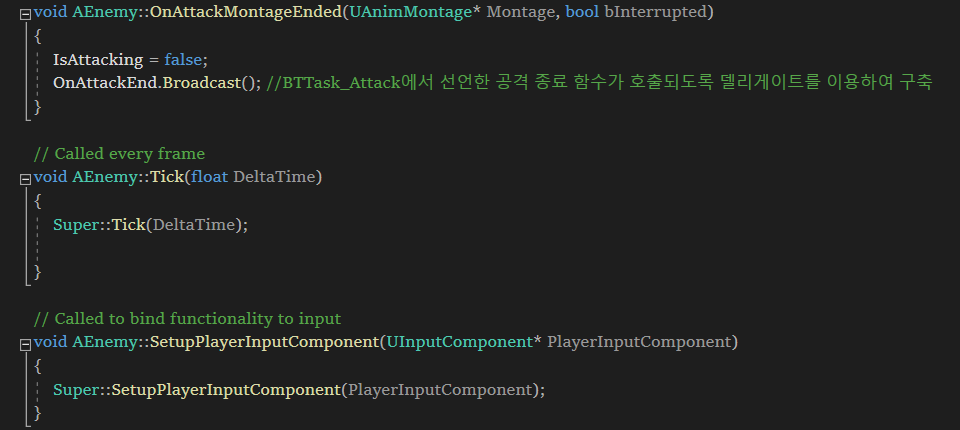 void AEnemy::OnAttackMontageEnded(UAnimMontage* Montage, bool bInterrupted)
{
IsAttacking = false;
OnAttackEnd.Broadcast(); //BTTask_Attack에서 선언한 공격 종료 함수가 호출되도록 델리게이트를 이용하여 구축
}
// Called every frame
void AEnemy::Tick(float DeltaTime)
{
Super::Tick(DeltaTime);
}
// Called to bind functionality to input
void AEnemy::SetupPlayerInputComponent(UInputComponent* PlayerInputComponent)
{
Super::SetupPlayerInputComponent(PlayerInputComponent);
}